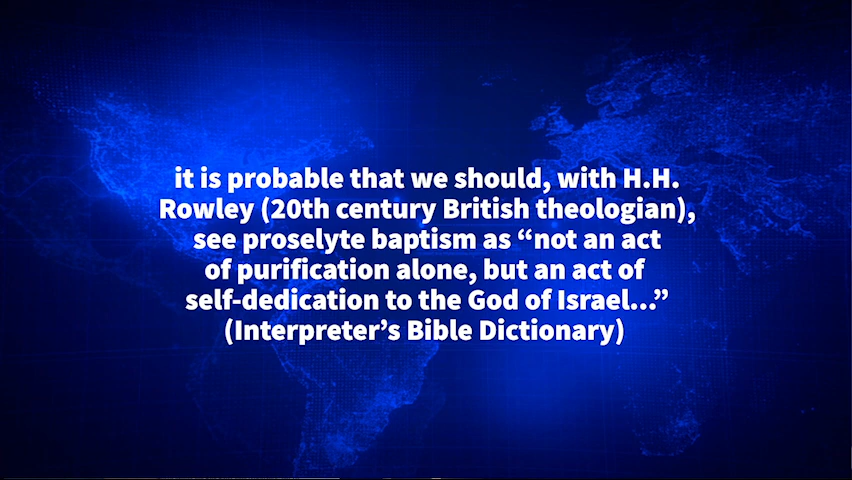 it is probable that we should, with H.H.
Rowley (20th century British theologian),
see proselyte baptism as “not an act
of purification alone, but an act of
self-dedication to the God of Israel...”
(Interpreter’s Bible Dictionary)